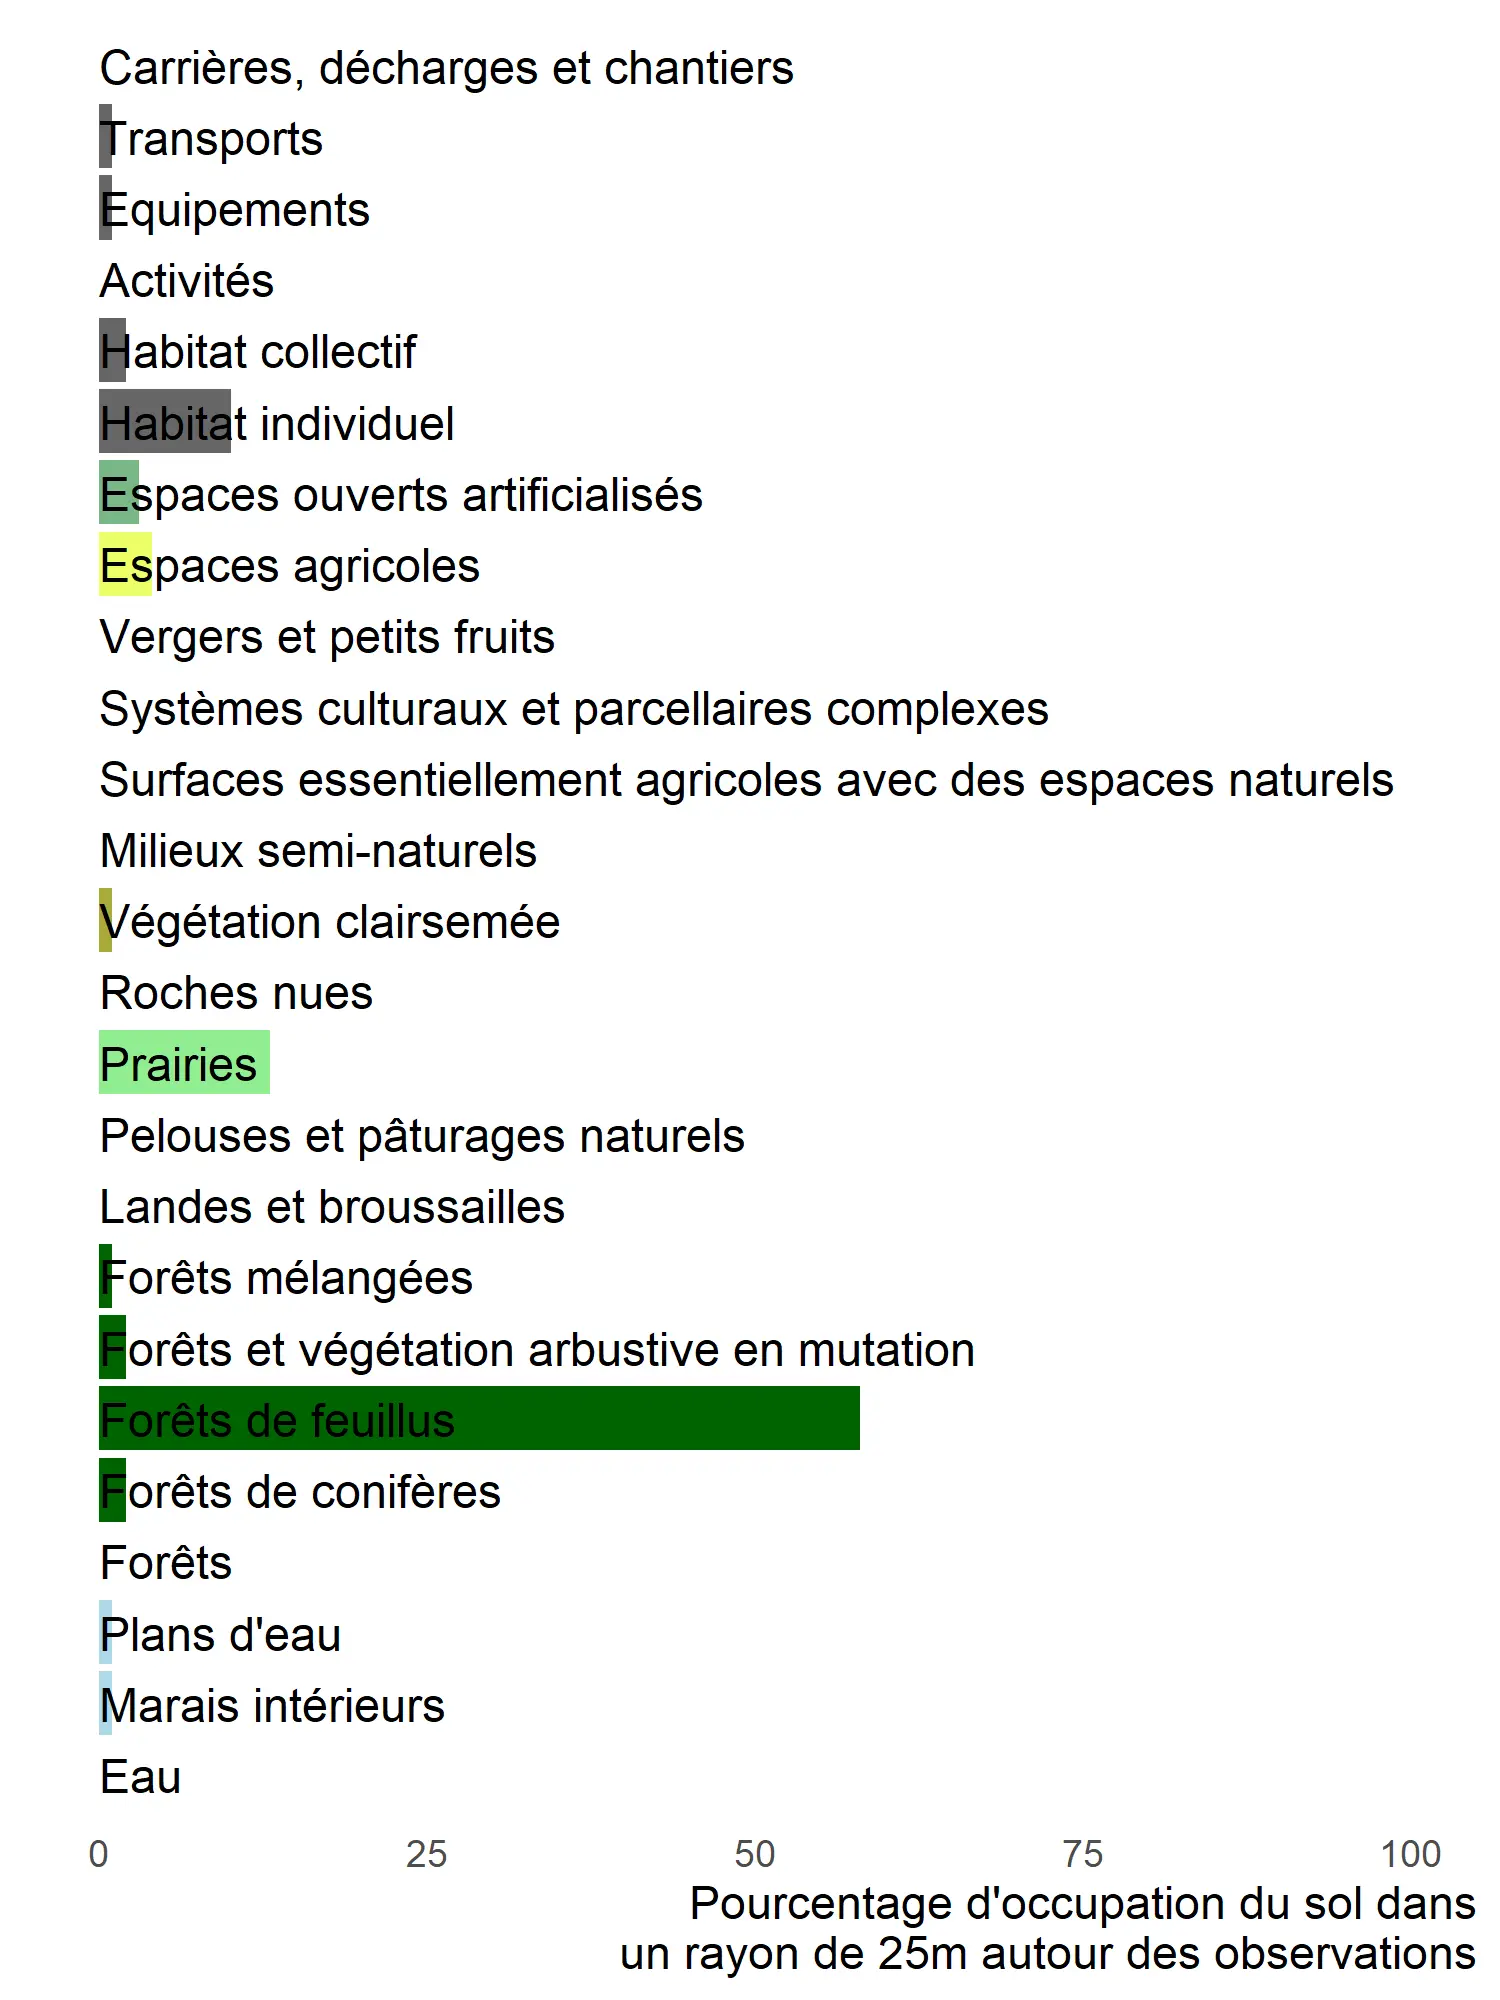 Carrières, décharges et chantiers
Transports
Equipements
Activités
Habitat collectif
Habitat individuel
Espaces ouverts artificialisés
Espaces agricoles
Vergers et petits fruits
Systèmes culturaux et parcellaires complexes
Surfaces essentiellement agricoles avec des espaces naturels
Milieux semi-naturels
Végétation clairsemée
Roches nues
Prairies
Pelouses et pâturages naturels
Landes et broussailles
Forêts mélangées
Forêts et végétation arbustive en mutation
Forêts de feuillus
Forêts de conifères
Forêts
Plans d'eau
Marais intérieurs
Eau
0 25 50 75 100
Pourcentage d'occupation du sol dans
un rayon de 25m autour des observations